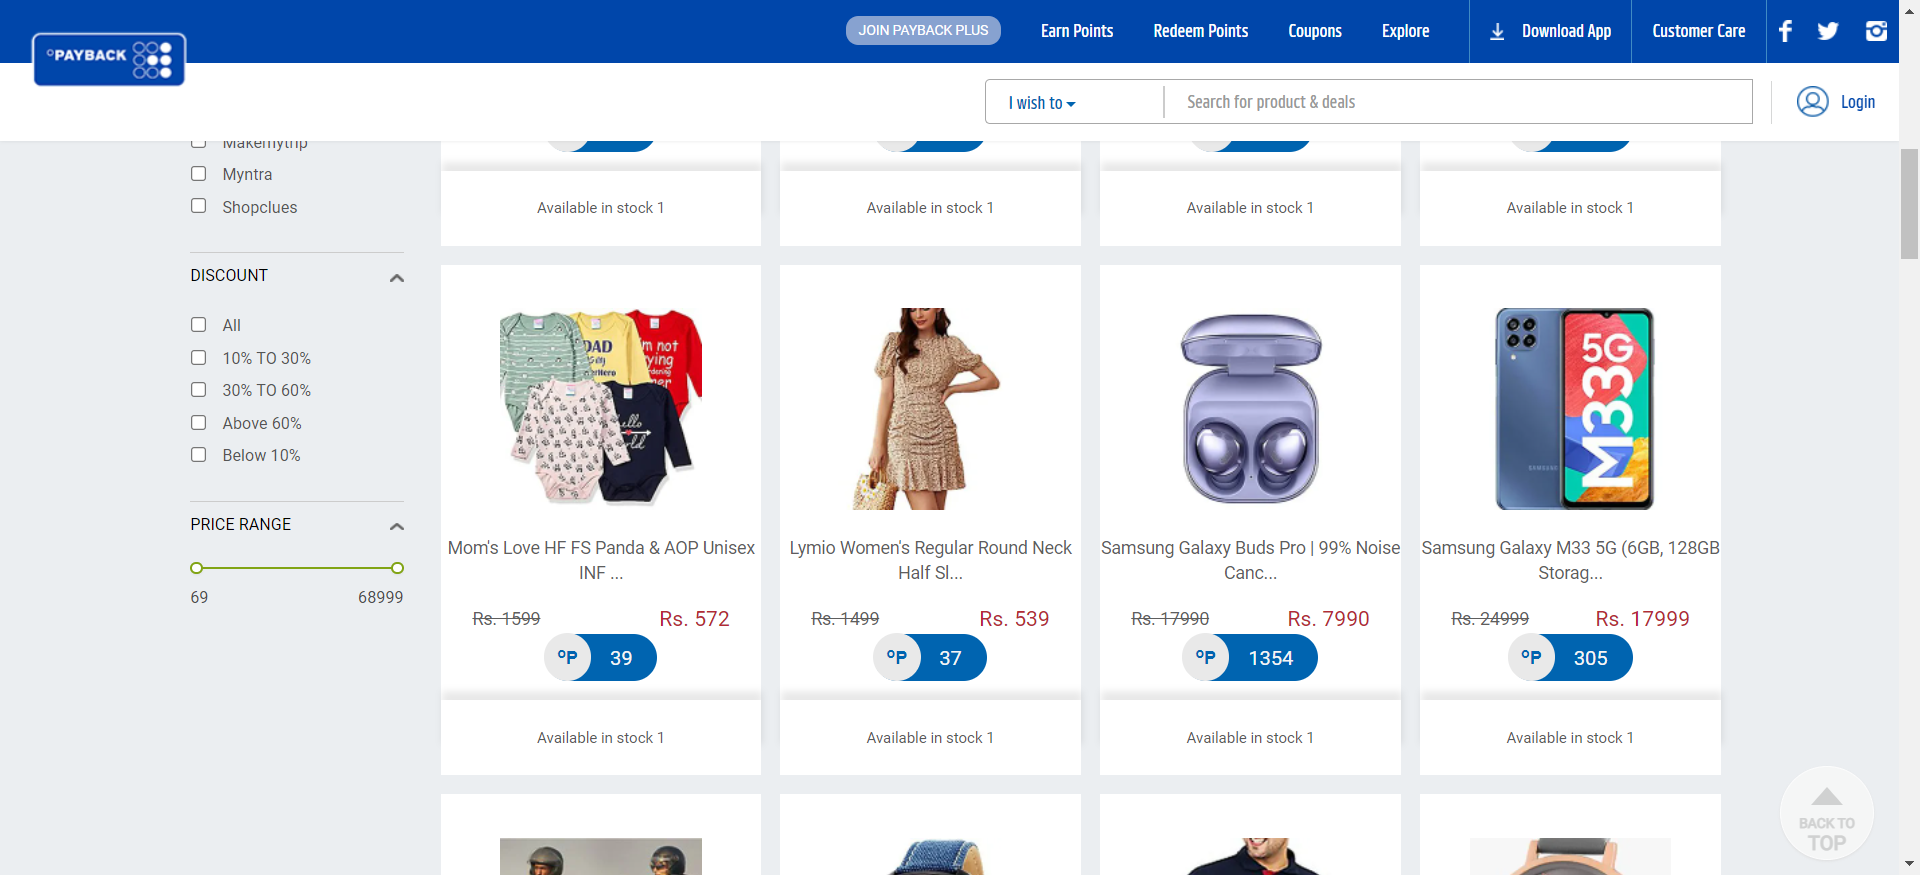 JOIN PAYBACK PLUS
Earn Points
Redeem Points
Coupons
Explore
Download App
Customer Care
°PAYBACK
I wish to
Search for product & deals
Login
Makemytrip
Myntra
Shopclues
Available in stock 1
Available in stock 1
Available in stock 1
Available in stock 1
DISCOUNT
All
10% TO 30%
30% TO 60%
Above 60%
Below 10%
PRICE RANGE
69 68999
DAD
I'm not
hello
5G
M33
SAMSUNG
Mom's Love HF FS Panda & AOP Unisex
INF ...
Rs. 1599 Rs. 572
°P 39
Available in stock 1
Lymio Women's Regular Round Neck
Half Sl...
Rs. 1499 Rs. 539
°P 37
Available in stock 1
Samsung Galaxy Buds Pro | 99% Noise
Canc...
Rs. 17990 Rs. 7990
°P 1354
Available in stock 1
Samsung Galaxy M33 5G (6GB, 128GB
Storag...
Rs. 24999 Rs. 17999
°P 305
Available in stock 1
BACK TO
TOP